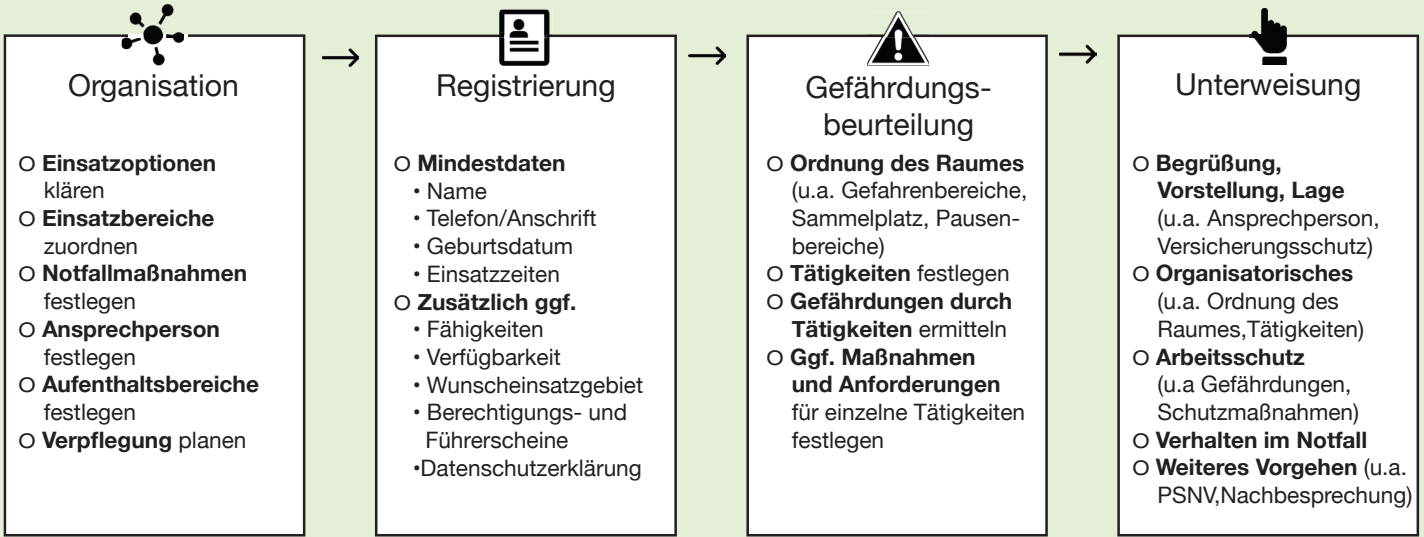 Organisation
O Einsatzoptionen
klären
O Einsatzbereiche
zuordnen
O Notfallmaßnahmen
festlegen
O Ansprechperson
festlegen
O Aufenthaltsbereiche
festlegen
O Verpflegung planen
Registrierung
O Mindestdaten
• Name
• Telefon/Anschrift
• Geburtsdatum
• Einsatzzeiten
O Zusätzlich ggf.
• Fähigkeiten
• Verfügbarkeit
• Wunscheinsatzgebiet
• Berechtigungs- und
Führerscheine
•Datenschutzerklärung
Gefährdungs-
beurteilung
O Ordnung des Raumes
(u.a. Gefahrenbereiche,
Sammelplatz, Pausen-
bereiche)
O Tätigkeiten festlegen
O Gefährdungen durch
Tätigkeiten ermitteln
O Ggf. Maßnahmen
und Anforderungen
für einzelne Tätigkeiten
festlegen
Unterweisung
O Begrüßung,
Vorstellung, Lage
(u.a. Ansprechperson,
Versicherungsschutz)
O Organisatorisches
(u.a. Ordnung des
Raumes,Tätigkeiten)
O Arbeitsschutz
(u.a Gefährdungen,
Schutzmaßnahmen)
O Verhalten im Notfall
O Weiteres Vorgehen (u.a.
PSNV,Nachbesprechung)